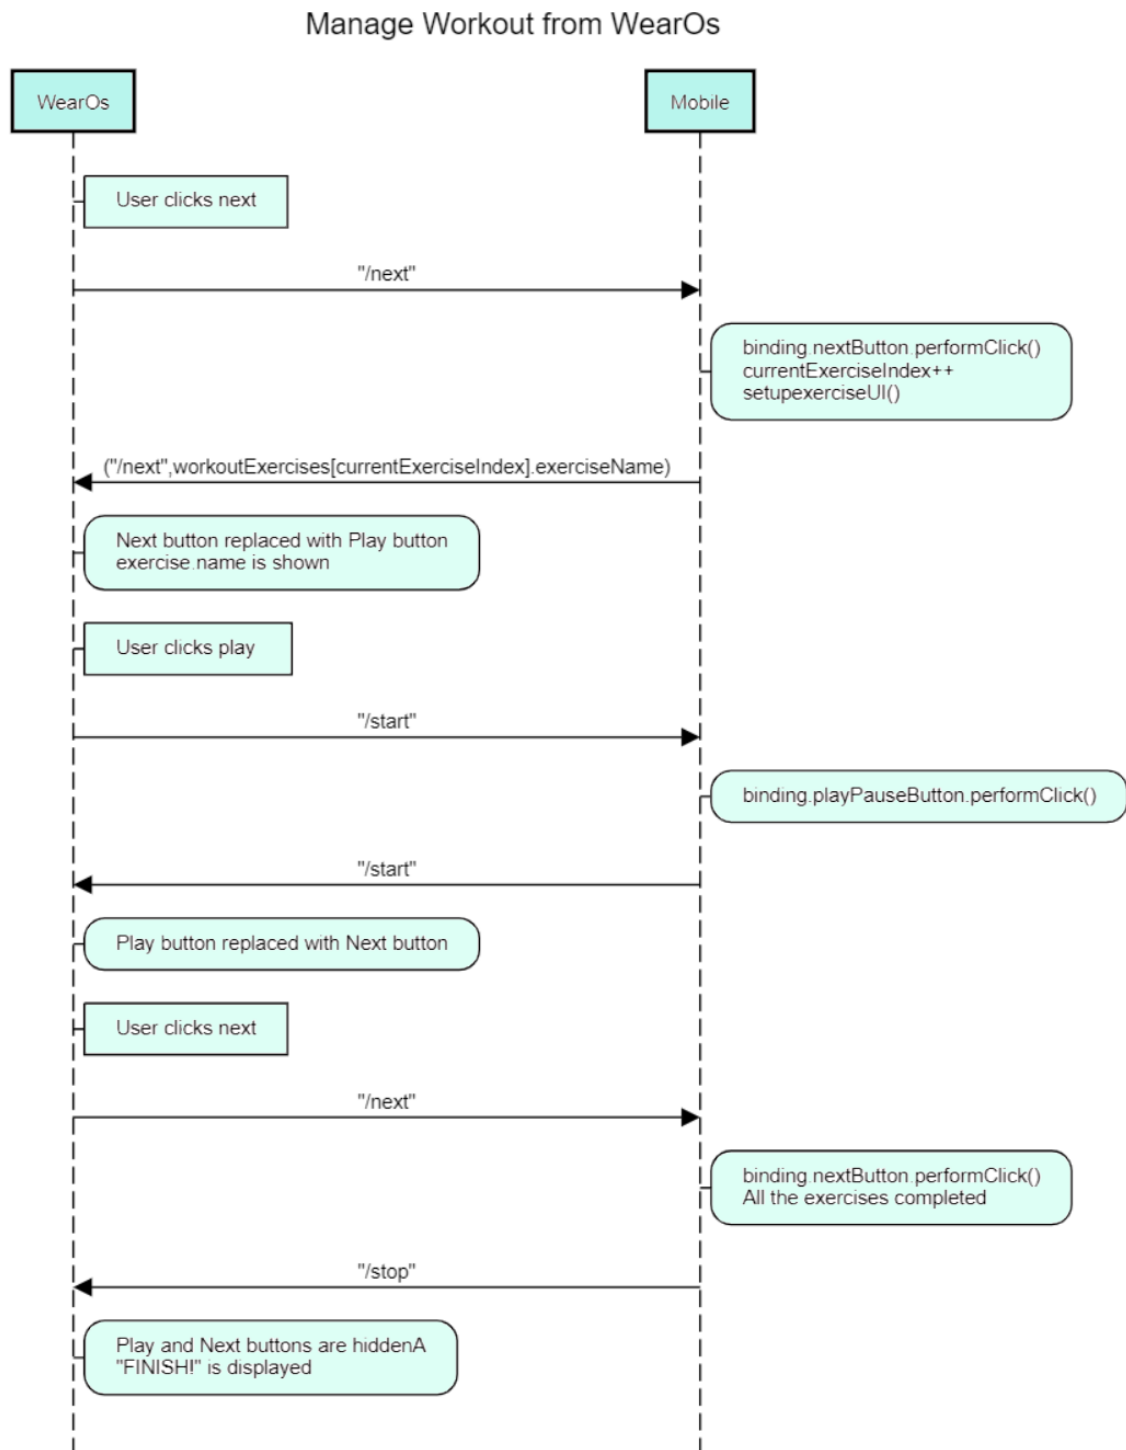 Manage Workout from WearOs
WearOs
Mobile
User clicks next
"/next"
binding.nextButton.performClick()
currentExerciseIndex++
setupexerciseUI()
("/next",workoutExercises[currentExerciseIndex].exerciseName)
Next button replaced with Play button
exercise.name is shown
User clicks play
"/start"
binding.playPauseButton.performClick()
"/start"
Play button replaced with Next button
User clicks next
"/next"
binding.nextButton.performClick()
All the exercises completed
"/stop"
Play and Next buttons are hiddenA
"FINISH!" is displayed